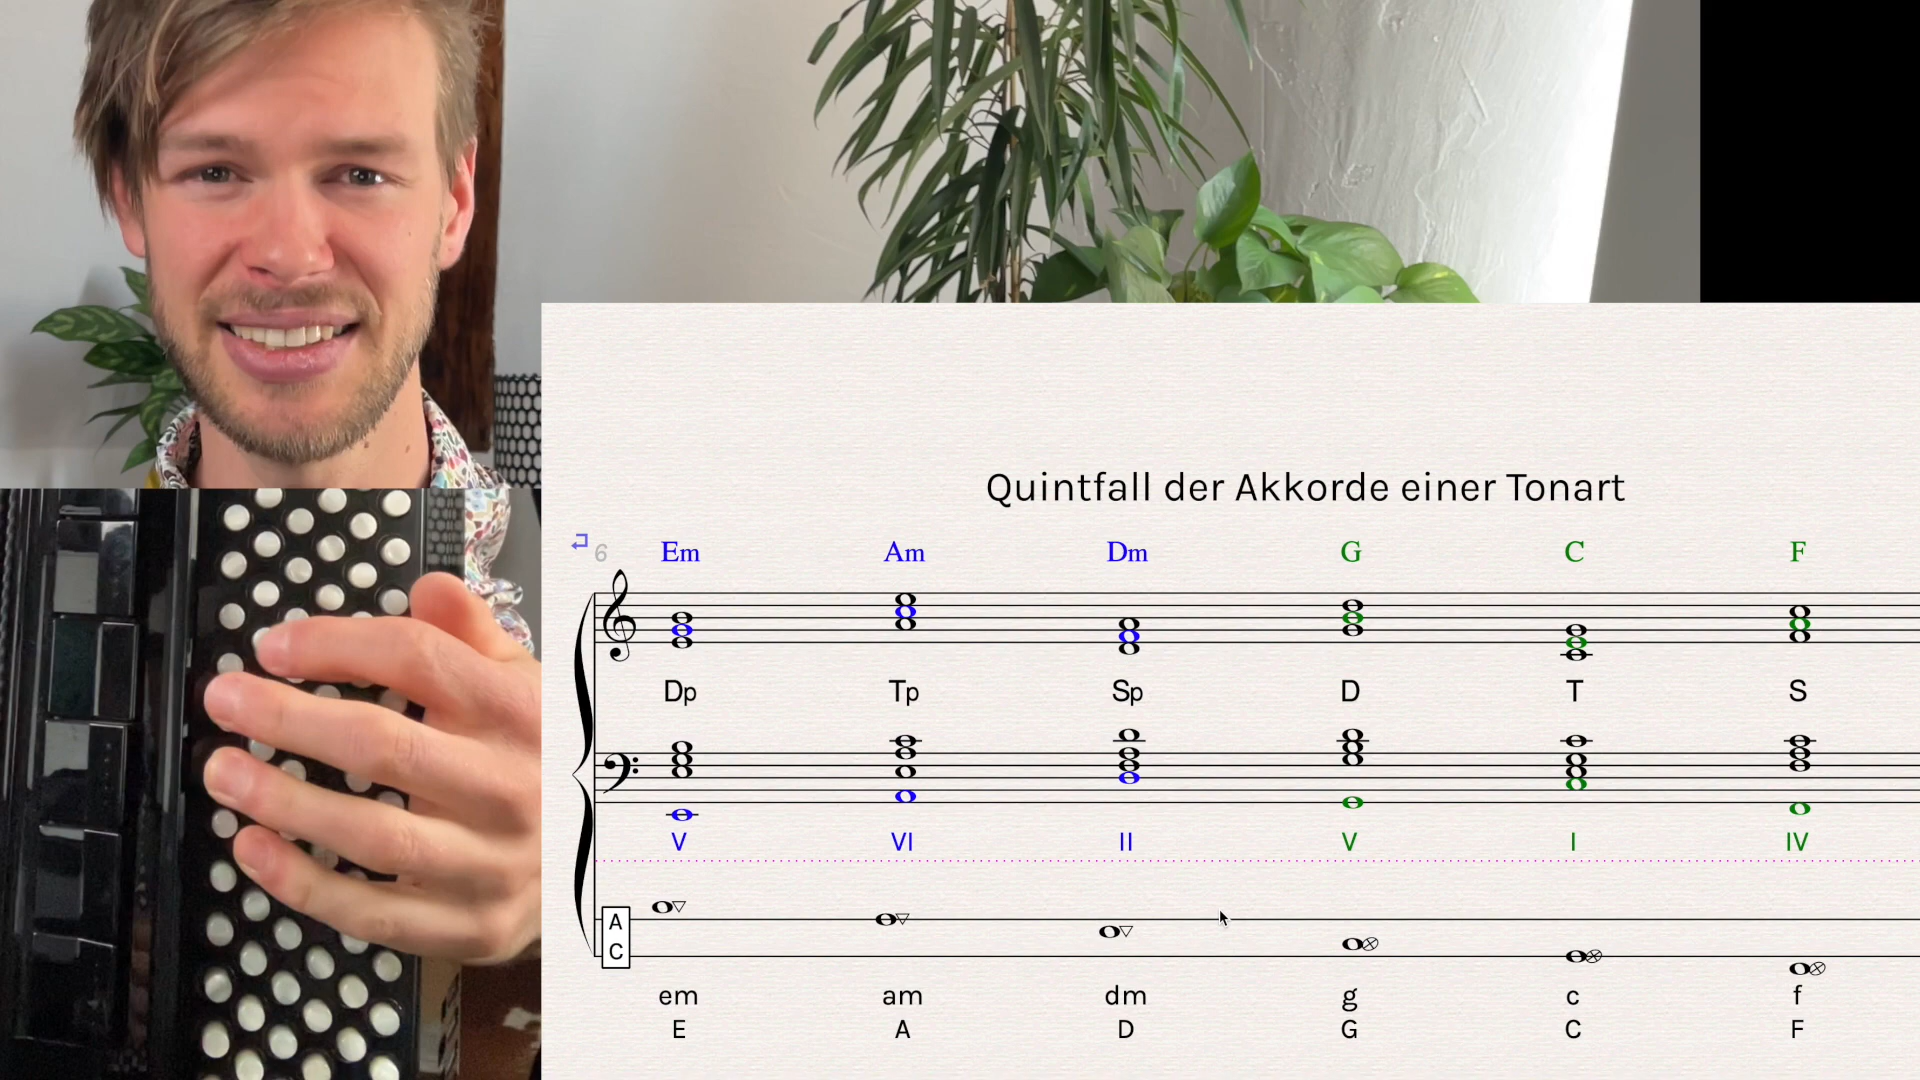 Quintfall der Akkorde einer Tonart
6
Em Am Dm G C F
Dp Tp Sp D T S
V VI II V I IV
A
C
em am dm g c f
E A D G C F